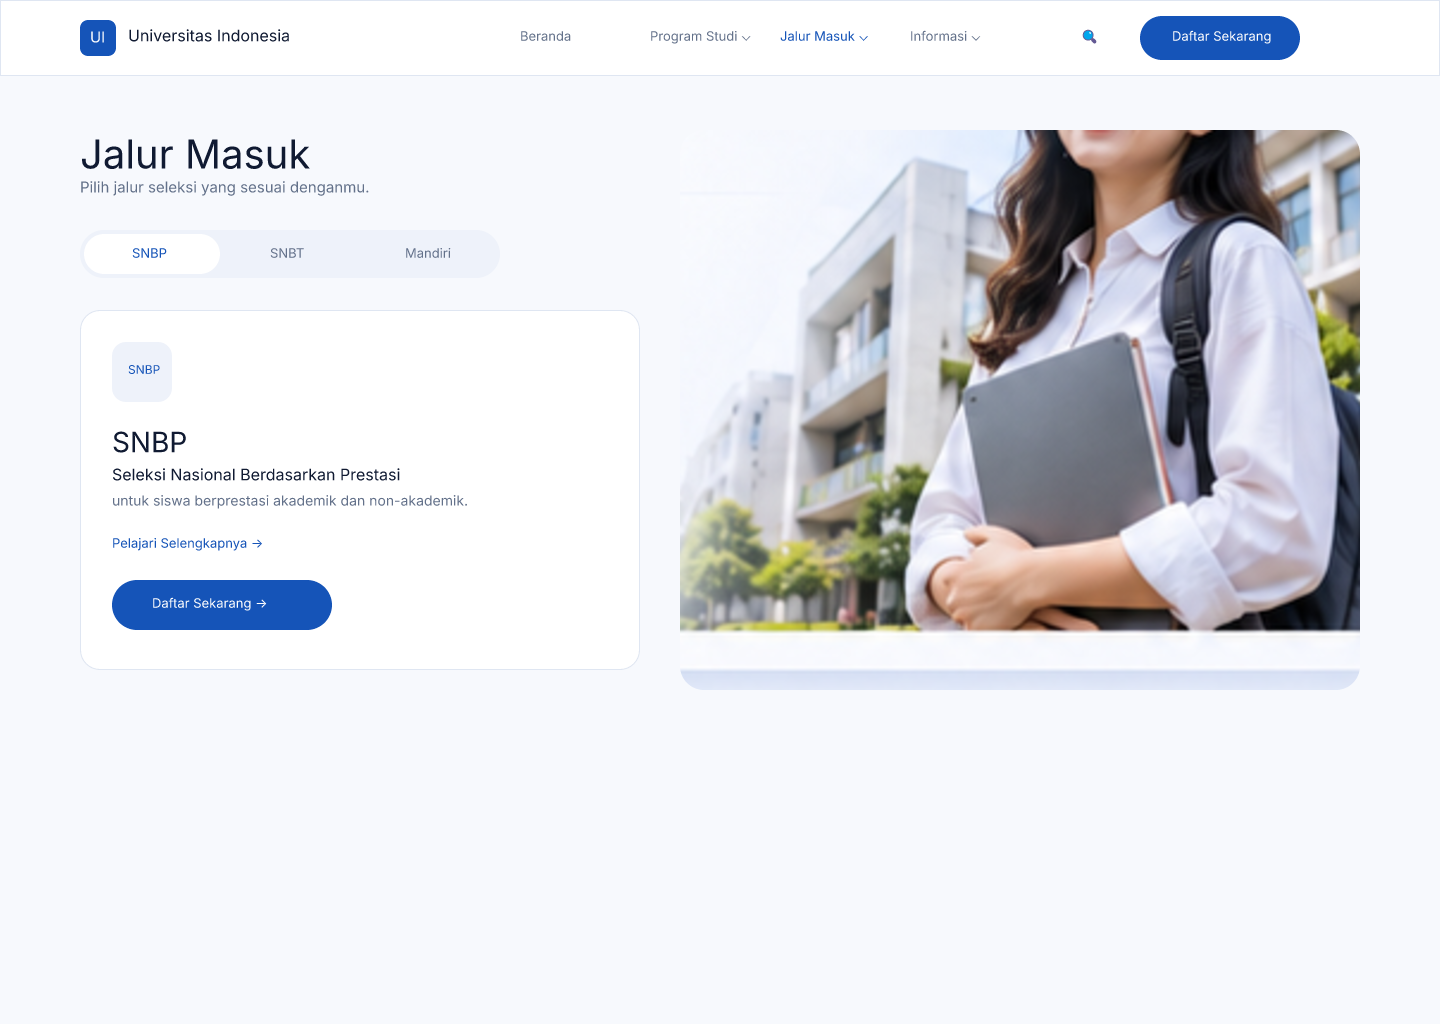 UI Universitas Indonesia
Beranda
Program Studi
Jalur Masuk
Informasi
Daftar Sekarang
Jalur Masuk
Pilih jalur seleksi yang sesuai denganmu.
SNBP
SNBT
Mandiri
SNBP
SNBP
Seleksi Nasional Berdasarkan Prestasi
untuk siswa berprestasi akademik dan non-akademik.
Pelajari Selengkapnya →
Daftar Sekarang →